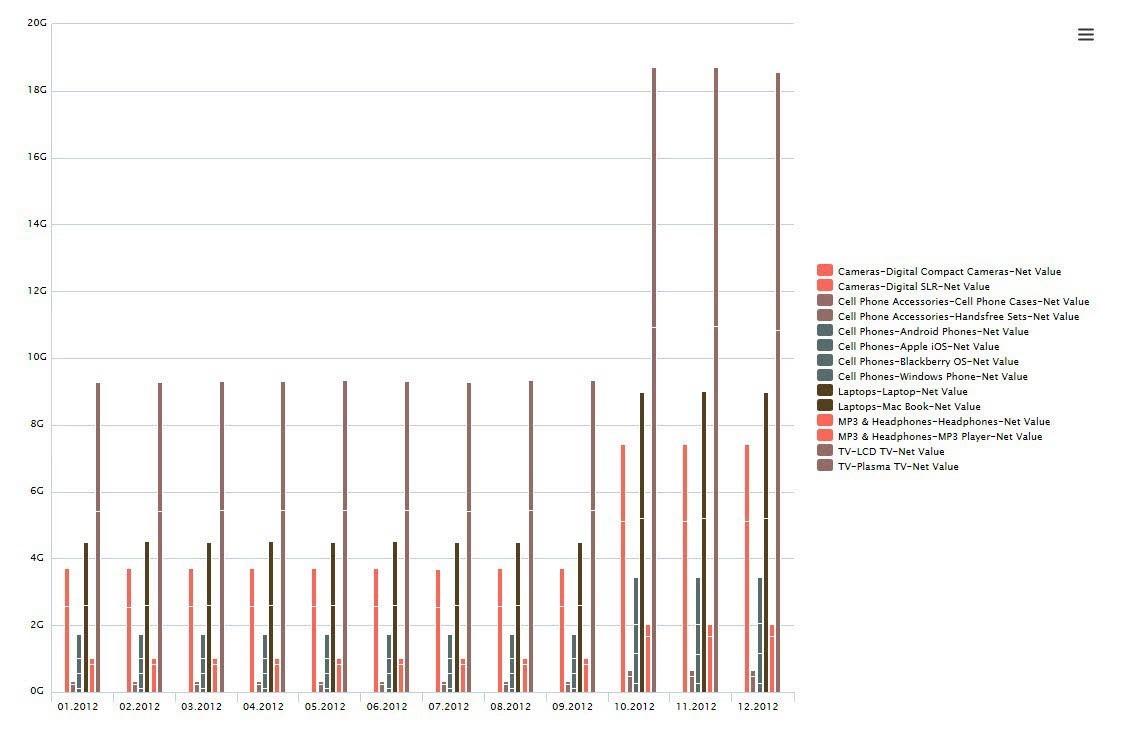 20G
18G
16G
14G
12G
10G
8G
6G
4G
2G
0G
01.2012 02.2012 03.2012 04.2012 05.2012 06.2012 07.2012 08.2012 09.2012 10.2012 11.2012 12.2012
Cameras-Digital Compact Cameras-Net Value
Cameras-Digital SLR-Net Value
Cell Phone Accessories-Cell Phone Cases-Net Value
Cell Phone Accessories-Handsfree Sets-Net Value
Cell Phones-Android Phones-Net Value
Cell Phones-Apple iOS-Net Value
Cell Phones-Blackberry OS-Net Value
Cell Phones-Windows Phone-Net Value
Laptops-Laptop-Net Value
Laptops-Mac Book-Net Value
MP3 & Headphones-Headphones-Net Value
MP3 & Headphones-MP3 Player-Net Value
TV-LCD TV-Net Value
TV-Plasma TV-Net Value